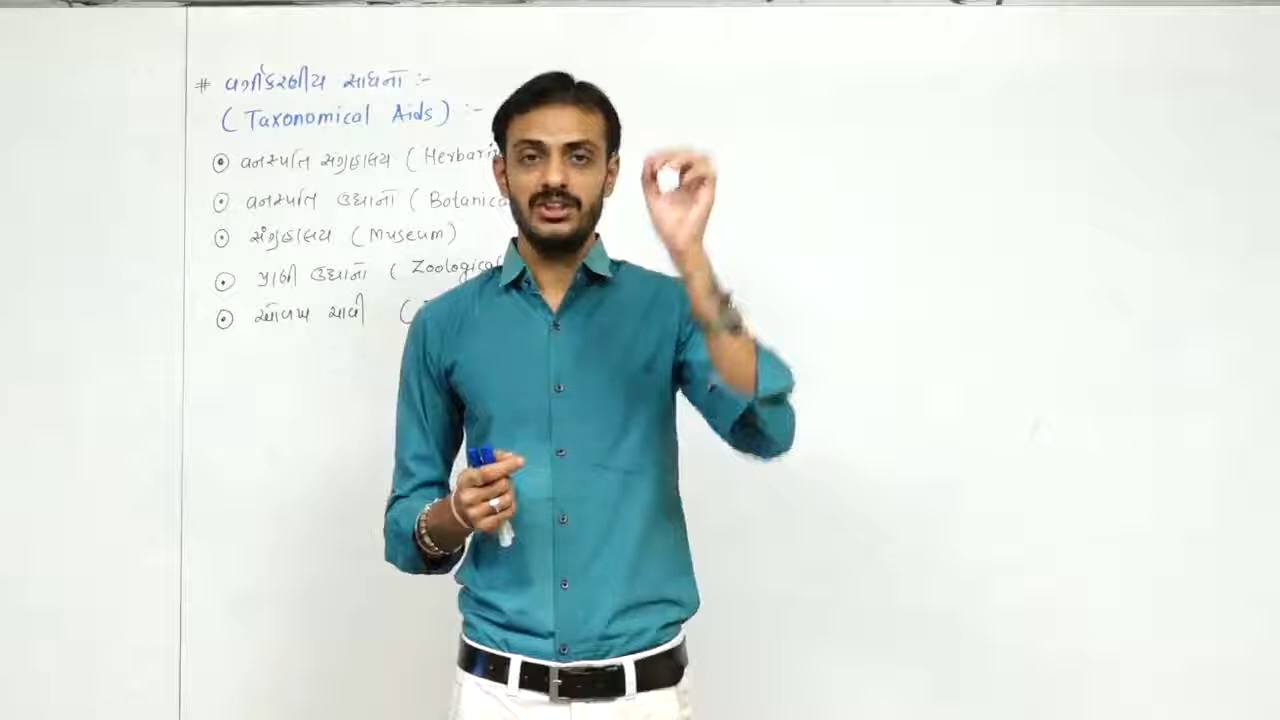 # વર્ગીકરણીય સાધનો :-
(Taxonomical Aids) :-
વનસ્પતિ સંગ્રહાલય (Herbari
વનસ્પતિ ઉદ્યાનો (Botanica
સંગ્રહાલય (Museum)
પ્રાણી ઉદ્યાનો (Zoological
ઓળખ ચાવી (